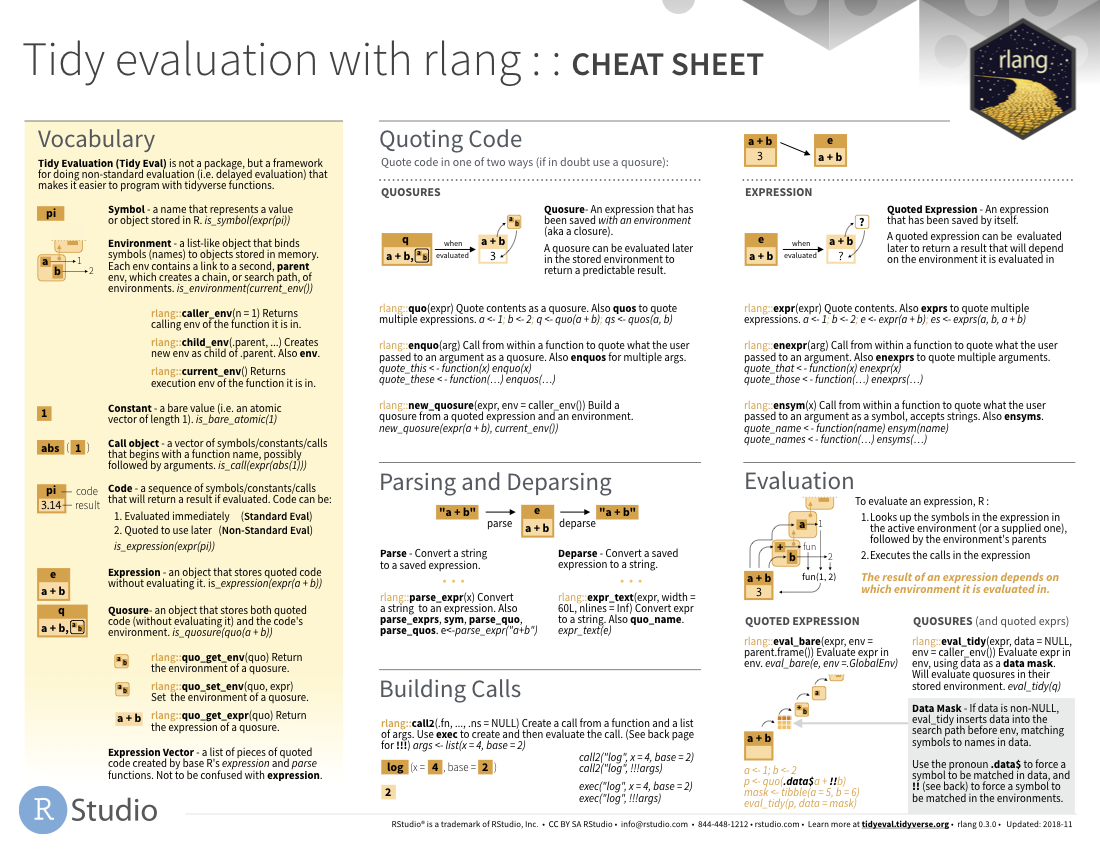 Tidy evaluation with rlang : : CHEAT SHEET
rlang
Vocabulary
Tidy Evaluation (Tidy Eval) is not a package, but a framework
for doing non-standard evaluation (i.e. delayed evaluation) that
makes it easier to program with tidyverse functions.
pi
Symbol - a name that represents a value
or object stored in R. is_symbol(expr(pi))
a 1
b 2
Environment - a list-like object that binds
symbols (names) to objects stored in memory.
Each env contains a link to a second, parent
env, which creates a chain, or search path, of
environments. is_environment(current_env())
rlang::caller_env(n = 1) Returns
calling env of the function it is in.
rlang::child_env(.parent, ...) Creates
new env as child of .parent. Also env.
rlang::current_env() Returns
execution env of the function it is in.
1
Constant - a bare value (i.e. an atomic
vector of length 1). is_bare_atomic(1)
abs ( 1 )
Call object - a vector of symbols/constants/calls
that begins with a function name, possibly
followed by arguments. is_call(expr(abs(1)))
pi code
3.14 result
Code - a sequence of symbols/constants/calls
that will return a result if evaluated. Code can be:
1. Evaluated immediately (Standard Eval)
2. Quoted to use later (Non-Standard Eval)
is_expression(expr(pi))
e
a + b
Expression - an object that stores quoted code
without evaluating it. is_expression(expr(a + b))
q
a + b, a b
Quosure- an object that stores both quoted
code (without evaluating it) and the code's
environment. is_quosure(quo(a + b))
a b
rlang::quo_get_env(quo) Return
the environment of a quosure.
a b
rlang::quo_set_env(quo, expr)
Set the environment of a quosure.
a + b
rlang::quo_get_expr(quo) Return
the expression of a quosure.
Expression Vector - a list of pieces of quoted
code created by base R's expression and parse
functions. Not to be confused with expression.
Quoting Code
Quote code in one of two ways (if in doubt use a quosure):
a + b
3
e
a + b
QUOSURES
q
a + b, a b
when
evaluated
a b
a + b
3
Quosure- An expression that has
been saved with an environment
(aka a closure).
A quosure can be evaluated later
in the stored environment to
return a predictable result.
rlang::quo(expr) Quote contents as a quosure. Also quos to quote
multiple expressions. a <- 1; b <- 2; q <- quo(a + b); qs <- quos(a, b)
rlang::enquo(arg) Call from within a function to quote what the user
passed to an argument as a quosure. Also enquos for multiple args.
quote_this <- function(x) enquo(x)
quote_these <- function(…) enquos(…)
rlang::new_quosure(expr, env = caller_env()) Build a
quosure from a quoted expression and an environment.
new_quosure(expr(a + b), current_env())
EXPRESSION
e
a + b
when
evaluated
?
a + b
?
Quoted Expression - An expression
that has been saved by itself.
A quoted expression can be evaluated
later to return a result that will depend
on the environment it is evaluated in
rlang::expr(expr) Quote contents. Also exprs to quote multiple
expressions. a <- 1; b <- 2; e <- expr(a + b); es <- exprs(a, b, a + b)
rlang::enexpr(arg) Call from within a function to quote what the user
passed to an argument. Also enexprs to quote multiple arguments.
quote_that <- function(x) enexpr(x)
quote_those <- function(…) enexprs(…)
rlang::ensym(x) Call from within a function to quote what the user
passed to an argument as a symbol, accepts strings. Also ensyms.
quote_name <- function(name) ensym(name)
quote_names <- function(…) ensyms(…)
Parsing and Deparsing
"a + b"
parse
e
a + b
deparse
"a + b"
Parse - Convert a string
to a saved expression.
rlang::parse_expr(x) Convert
a string to an expression. Also
parse_exprs, sym, parse_quo,
parse_quos. e<-parse_expr("a+b")
Deparse - Convert a saved
expression to a string.
rlang::expr_text(expr, width =
60L, nlines = Inf) Convert expr
to a string. Also quo_name.
expr_text(e)
Building Calls
rlang::call2(.fn, ..., .ns = NULL) Create a call from a function and a list
of args. Use exec to create and then evaluate the call. (See back page
for !!!) args <- list(x = 4, base = 2)
log (x = 4 , base = 2 )
call2("log", x = 4, base = 2)
call2("log", !!!args)
2
exec("log", x = 4, base = 2)
exec("log", !!!args)
Evaluation
a 1
+ fun
b 2
fun(1, 2)
a + b
3
To evaluate an expression, R :
1. Looks up the symbols in the expression in
the active environment (or a supplied one),
followed by the environment's parents
2. Executes the calls in the expression
The result of an expression depends on
which environment it is evaluated in.
QUOTED EXPRESSION
rlang::eval_bare(expr, env =
parent.frame()) Evaluate expr in
env. eval_bare(e, env =.GlobalEnv)
a
a b
a + b
a <- 1; b <- 2
p <- quo(.data$a + !!b)
mask <- tibble(a = 5, b = 6)
eval_tidy(p, data = mask)
QUOSURES (and quoted exprs)
rlang::eval_tidy(expr, data = NULL,
env = caller_env()) Evaluate expr in
env, using data as a data mask.
Will evaluate quosures in their
stored environment. eval_tidy(q)
Data Mask - If data is non-NULL,
eval_tidy inserts data into the
search path before env, matching
symbols to names in data.
Use the pronoun .data$ to force a
symbol to be matched in data, and
!! (see back) to force a symbol to
be matched in the environments.
R Studio
RStudio® is a trademark of RStudio, Inc. • CC BY SA RStudio • info@rstudio.com • 844-448-1212 • rstudio.com • Learn more at tidyeval.tidyverse.org • rlang 0.3.0 • Updated: 2018-11